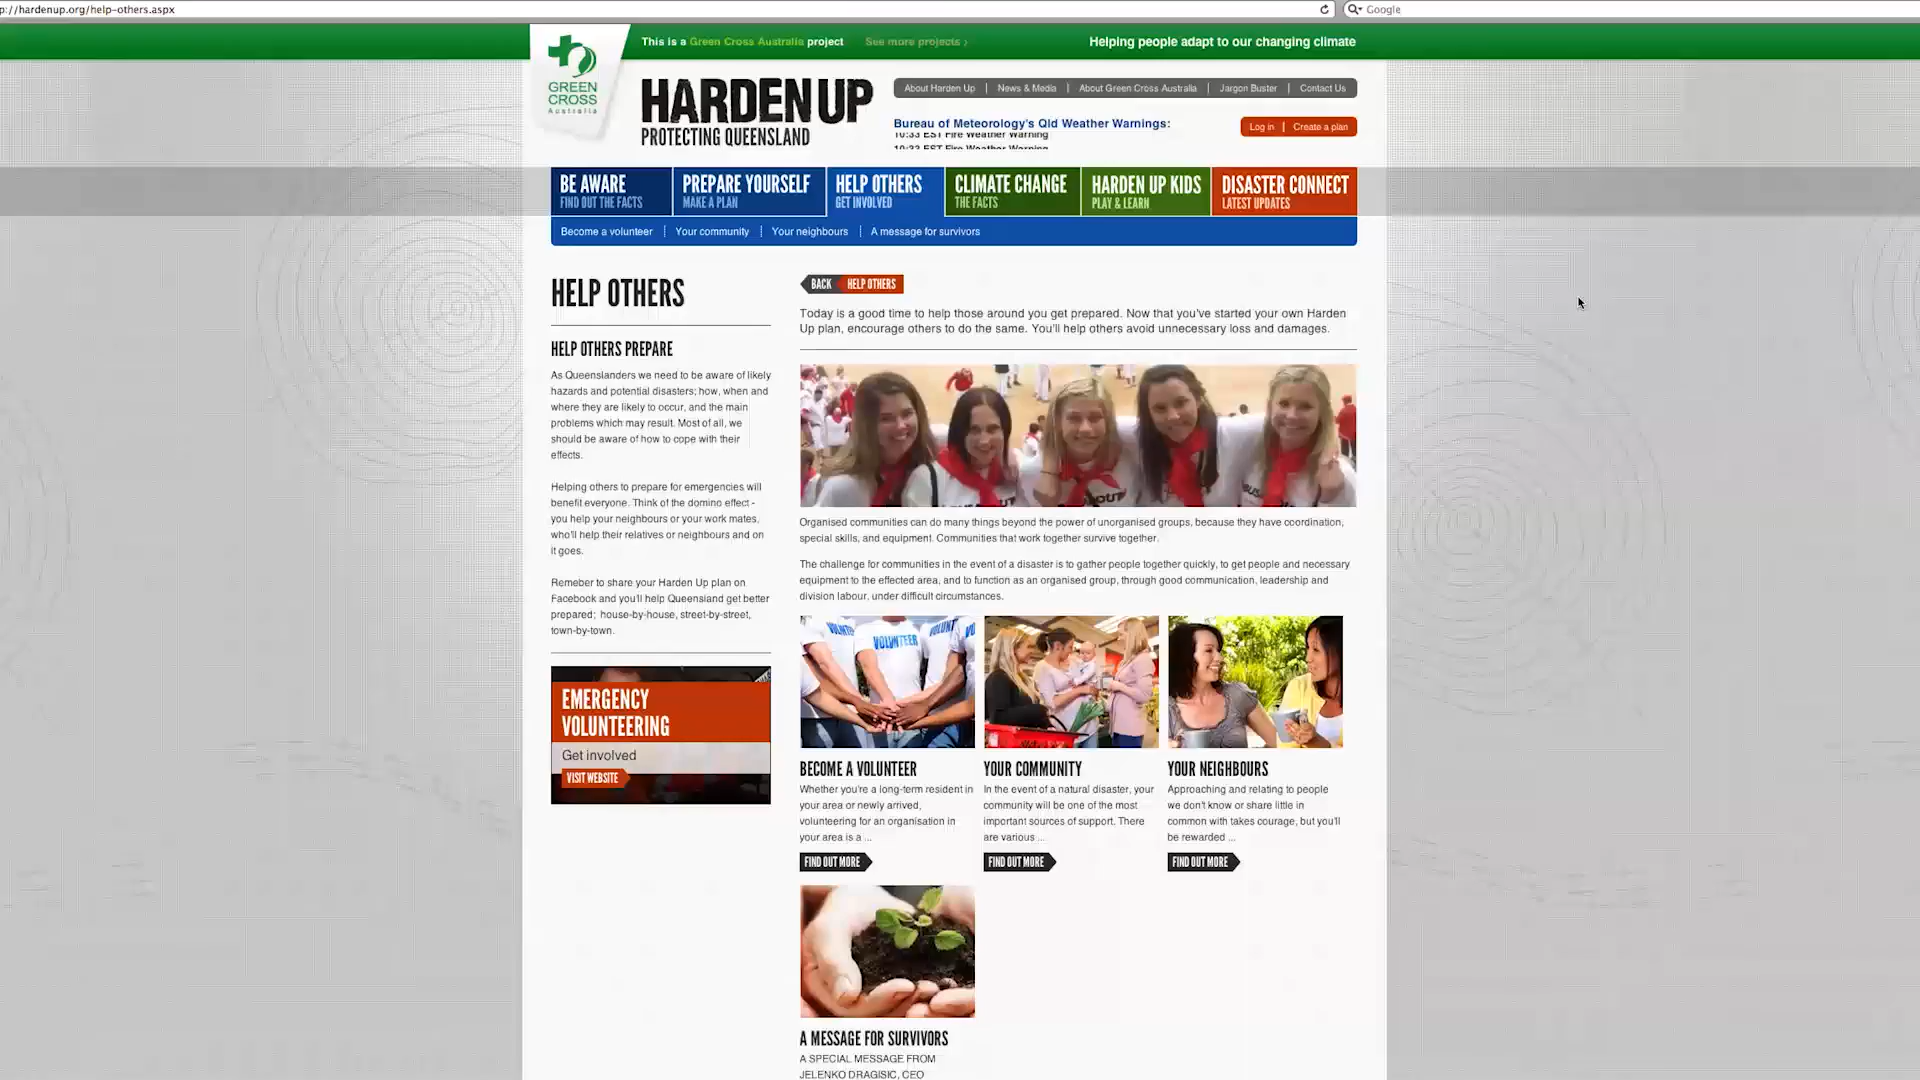 p://hardenup.org/help-others.aspx
Google
This is a Green Cross Australia project
See more projects ›
Helping people adapt to our changing climate
GREEN
CROSS
Australia
HARDEN UP
PROTECTING QUEENSLAND
About Harden Up | News & Media | About Green Cross Australia | Jargon Buster | Contact Us
Bureau of Meteorology's Qld Weather Warnings:
10:33 EST Fire Weather Warning
10:33 EST Fire Weather Warning
Log in | Create a plan
BE AWARE
FIND OUT THE FACTS
PREPARE YOURSELF
MAKE A PLAN
HELP OTHERS
GET INVOLVED
CLIMATE CHANGE
THE FACTS
HARDEN UP KIDS
PLAY & LEARN
DISASTER CONNECT
LATEST UPDATES
Become a volunteer | Your community | Your neighbours | A message for survivors
HELP OTHERS
HELP OTHERS PREPARE
As Queenslanders we need to be aware of likely
hazards and potential disasters; how, when and
where they are likely to occur, and the main
problems which may result. Most of all, we
should be aware of how to cope with their
effects.
Helping others to prepare for emergencies will
benefit everyone. Think of the domino effect -
you help your neighbours or your work mates,
who'll help their relatives or neighbours and on
it goes.
Remeber to share your Harden Up plan on
Facebook and you'll help Queensland get better
prepared; house-by-house, street-by-street,
town-by-town.
EMERGENCY
VOLUNTEERING
Get involved
VISIT WEBSITE
BACK HELP OTHERS
Today is a good time to help those around you get prepared. Now that you've started your own Harden
Up plan, encourage others to do the same. You'll help others avoid unnecessary loss and damages.
Organised communities can do many things beyond the power of unorganised groups, because they have coordination,
special skills, and equipment. Communities that work together survive together.
The challenge for communities in the event of a disaster is to gather people together quickly, to get people and necessary
equipment to the effected area, and to function as an organised group, through good communication, leadership and
division labour, under difficult circumstances.
VOLUNTEER
BECOME A VOLUNTEER
Whether you're a long-term resident in
your area or newly arrived,
volunteering for an organisation in
your area is a ...
FIND OUT MORE
YOUR COMMUNITY
In the event of a natural disaster, your
community will be one of the most
important sources of support. There
are various ...
FIND OUT MORE
YOUR NEIGHBOURS
Approaching and relating to people
we don't know or share little in
common with takes courage, but you'll
be rewarded ...
FIND OUT MORE
A MESSAGE FOR SURVIVORS
A SPECIAL MESSAGE FROM
JELENKO DRAGISIC, CEO